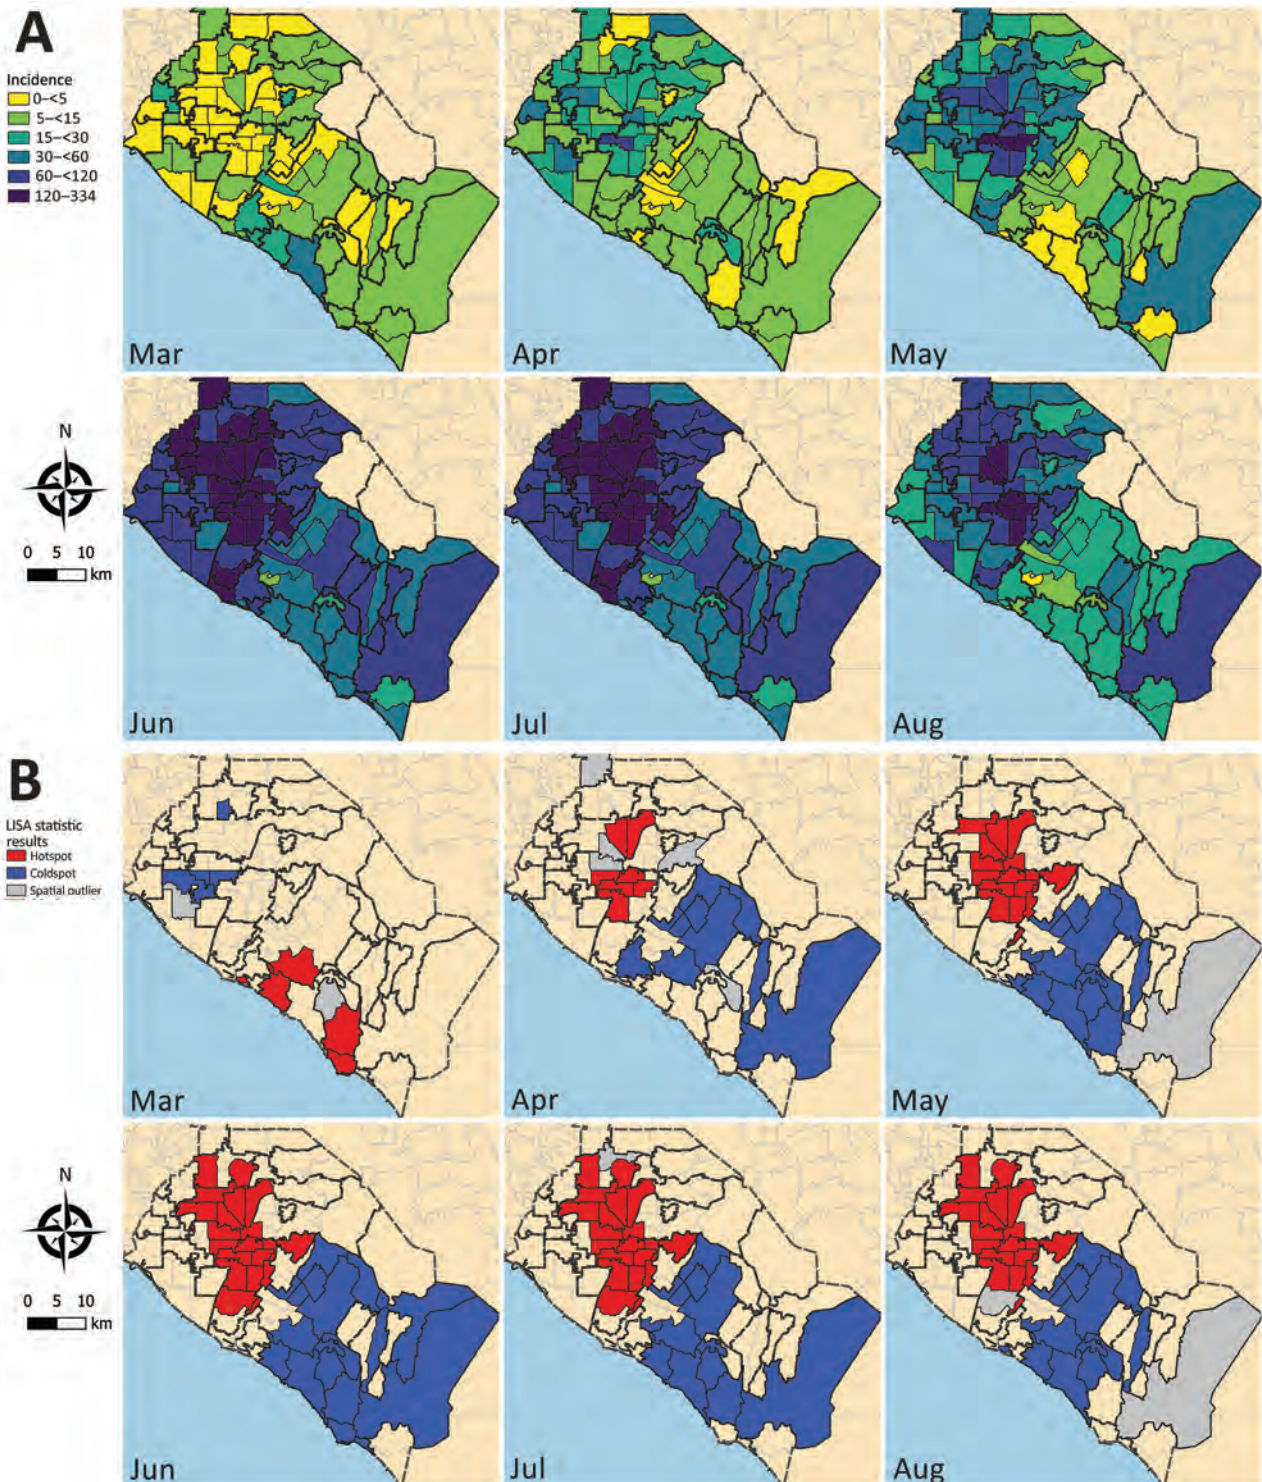 A
Incidence
0–<5
5–<15
15–<30
30–<60
60–<120
120–334
Mar
Apr
May
N
0 5 10
km
Jun
Jul
Aug
B
LISA statistic
results
Hotspot
Coldspot
Spatial outlier
Mar
Apr
May
N
0 5 10
km
Jun
Jul
Aug